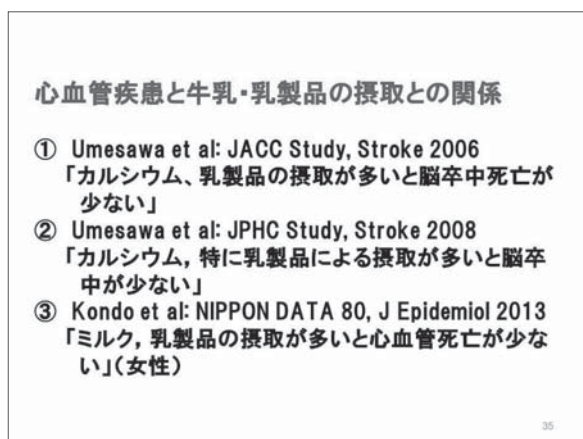 心血管疾患と牛乳・乳製品の摂取との関係
① Umesawa et al: JACC Study, Stroke 2006
「カルシウム、乳製品の摂取が多いと脳卒中死亡が
少ない」
② Umesawa et al: JPHC Study, Stroke 2008
「カルシウム, 特に乳製品による摂取が多いと脳卒
中が少ない」
③ Kondo et al: NIPPON DATA 80, J Epidemiol 2013
「ミルク, 乳製品の摂取が多いと心血管死亡が少な
い」(女性)
35